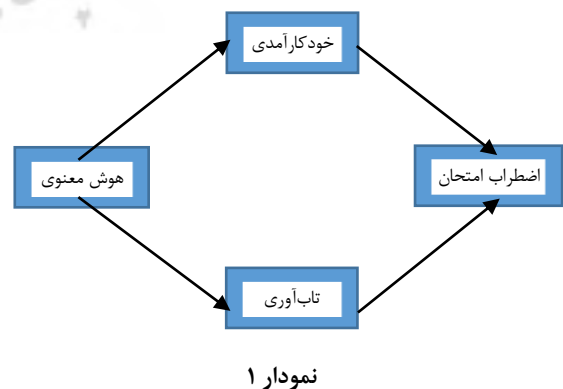 خودکارآمدی
هوش معنوی
اضطراب امتحان
تاب‌آوری
نمودار ۱